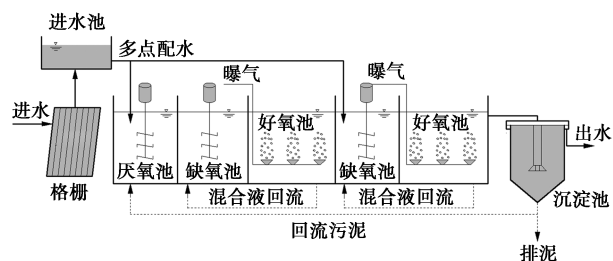 进水池
多点配水
曝气
曝气
进水
好氧池
好氧池
出水
厌氧池
缺氧池
缺氧池
格栅
混合液回流
混合液回流
沉淀池
回流污泥
排泥